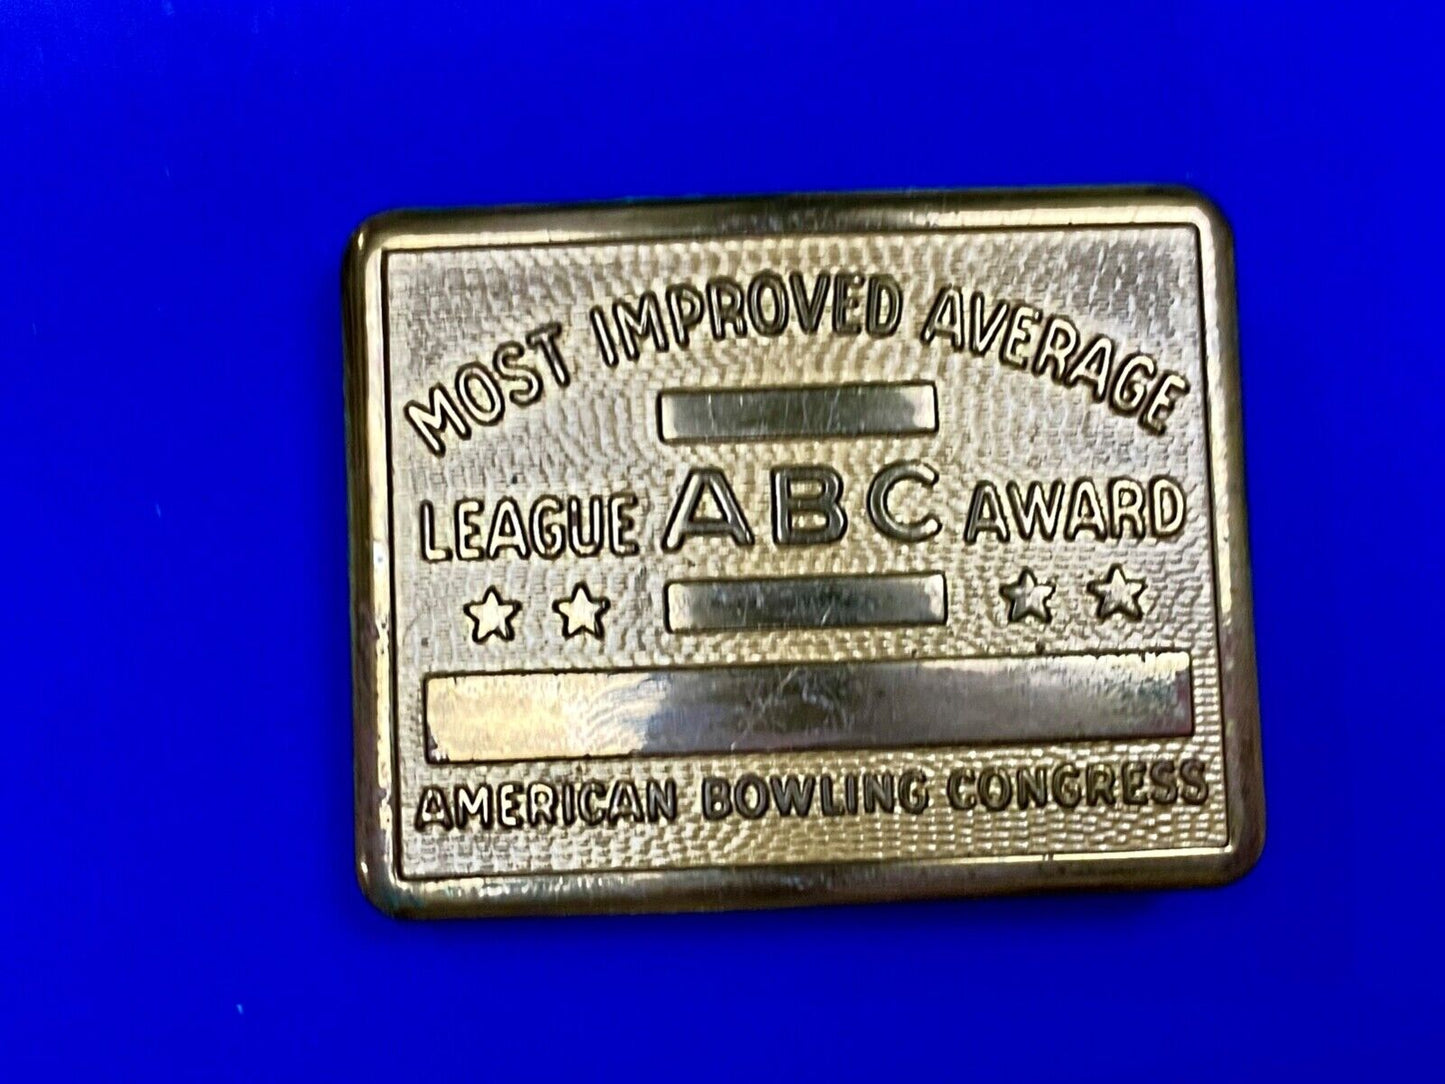 MOST IMPROVED AVERAGE
LEAGUE ABC AWARD
AMERICAN BOWLING CONGRESS